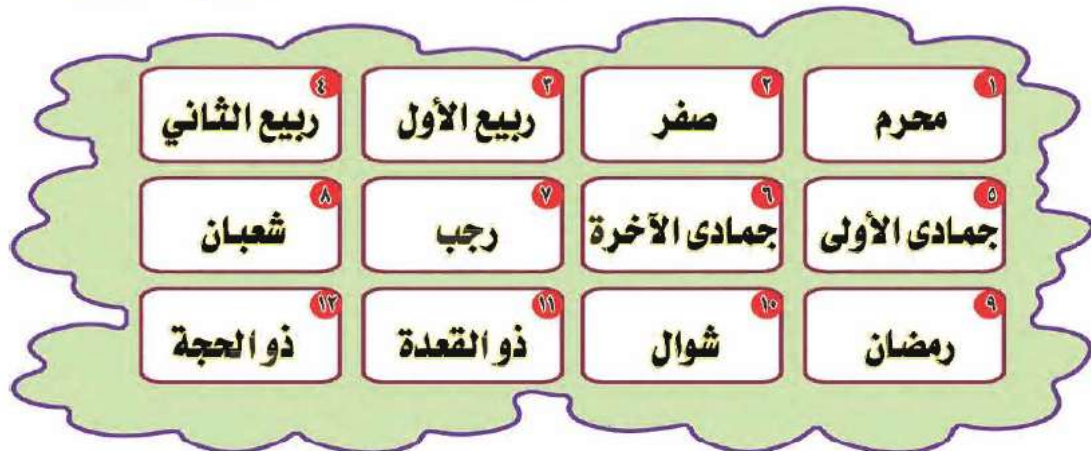 ١ محرم
٢ صفر
٣ ربيع الأول
٤ ربيع الثاني
٥ جمادى الأولى
٦ جمادى الآخرة
٧ رجب
٨ شعبان
٩ رمضان
١٠ شوال
١١ ذو القعدة
١٢ ذو الحجة